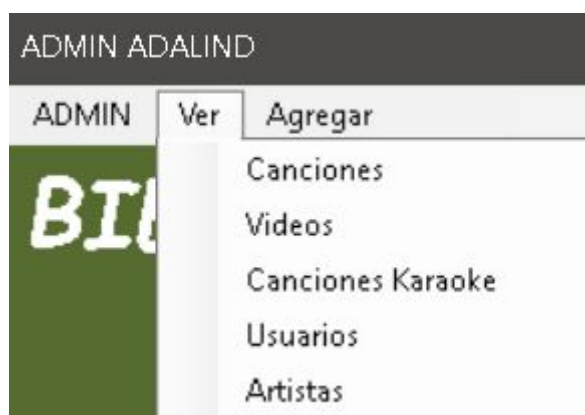 ADMIN ADALIND
ADMIN Ver Agregar
Canciones
Videos
Canciones Karaoke
Usuarios
Artistas